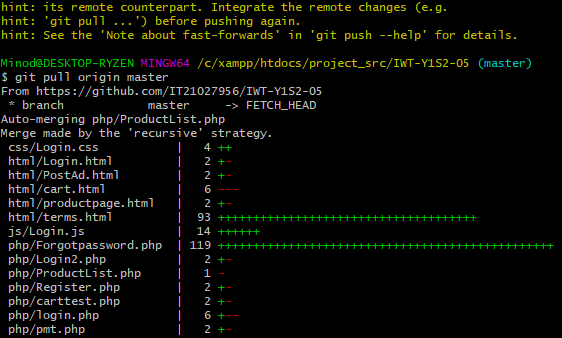 hint: its remote counterpart. Integrate the remote changes (e.g.
hint: 'git pull ...') before pushing again.
hint: See the 'Note about fast-forwards' in 'git push --help' for details.
Minod@DESKTOP-RYZEN MINGW64 /c/xampp/htdocs/project_src/IWT-Y1S2-05 (master)
$ git pull origin master
From https://github.com/IT21027956/IWT-Y1S2-05
 * branch            master     -> FETCH_HEAD
Auto-merging php/ProductList.php
Merge made by the 'recursive' strategy.
 css/Login.css          |   4 ++
 html/Login.html        |   2 +-
 html/PostAd.html       |   2 +-
 html/cart.html         |   6 ---
 html/productpage.html  |   2 +-
 html/terms.html        |  93 +++++++++++++++++++++++++++++++++++++
 js/Login.js            |  14 ++++++
 php/Forgotpassword.php | 119 ++++++++++++++++++++++++++++++++++++++++++++++++
 php/Login2.php         |   2 +-
 php/ProductList.php    |   1 -
 php/Register.php       |   2 +-
 php/carttest.php       |   2 +-
 php/login.php          |   6 +--
 php/pmt.php            |   2 +-